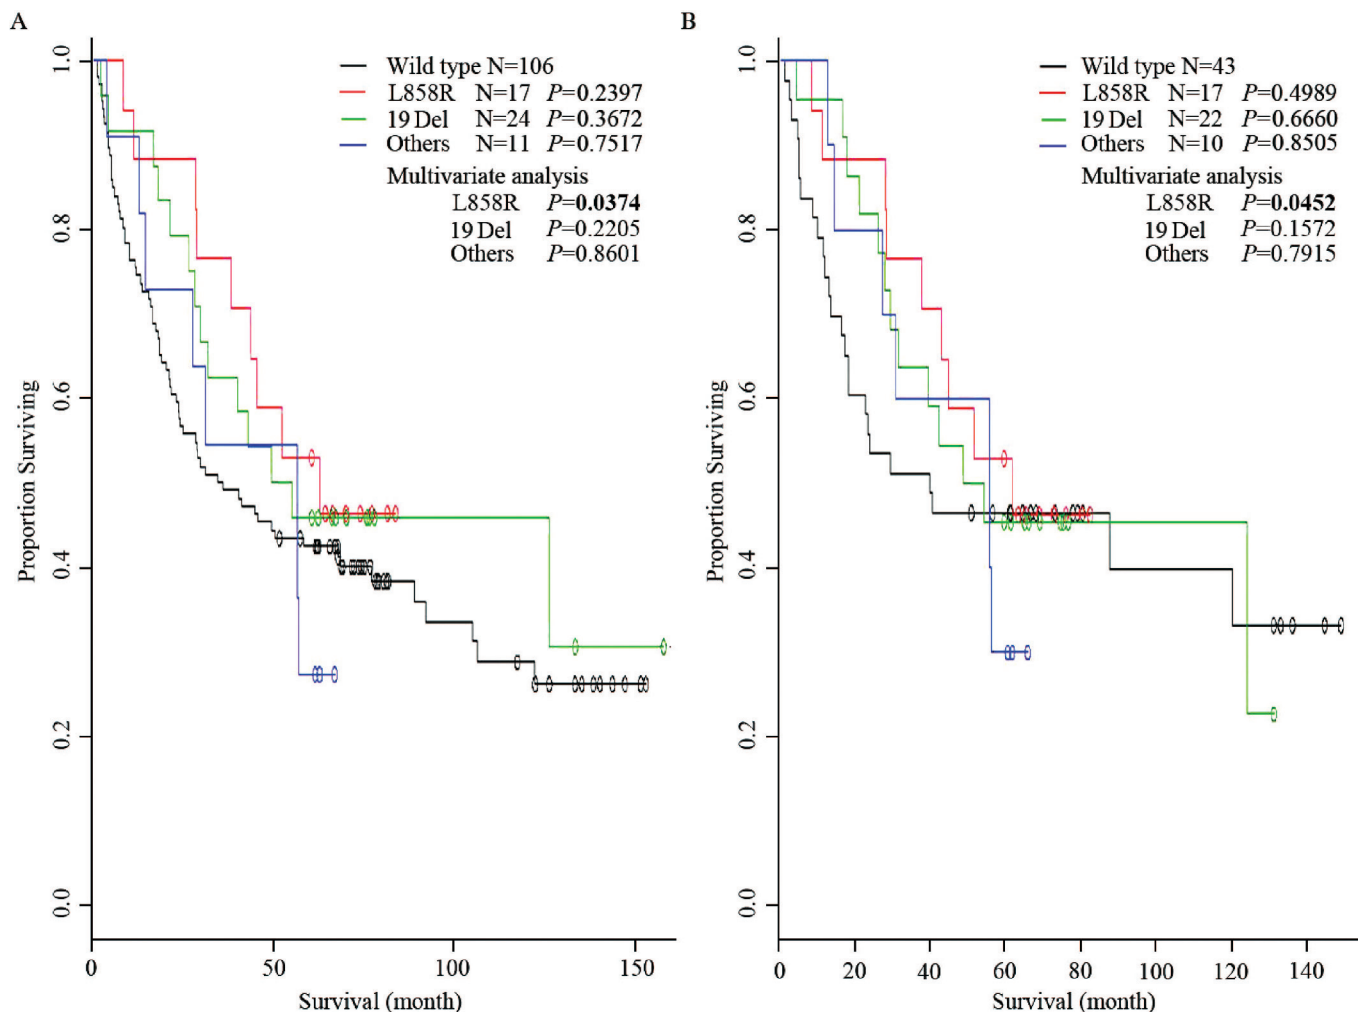 A
Wild type N=106
L858R N=17 P=0.2397
19 Del N=24 P=0.3672
Others N=11 P=0.7517
Multivariate analysis
L858R P=0.0374
19 Del P=0.2205
Others P=0.8601
Proportion Surviving
1.0
0.8
0.6
0.4
0.2
0.0
0 50 100 150
Survival (month)
B
Wild type N=43
L858R N=17 P=0.4989
19 Del N=22 P=0.6660
Others N=10 P=0.8505
Multivariate analysis
L858R P=0.0452
19 Del P=0.1572
Others P=0.7915
Proportion Surviving
1.0
0.8
0.6
0.4
0.2
0.0
0 20 40 60 80 100 120 140
Survival (month)